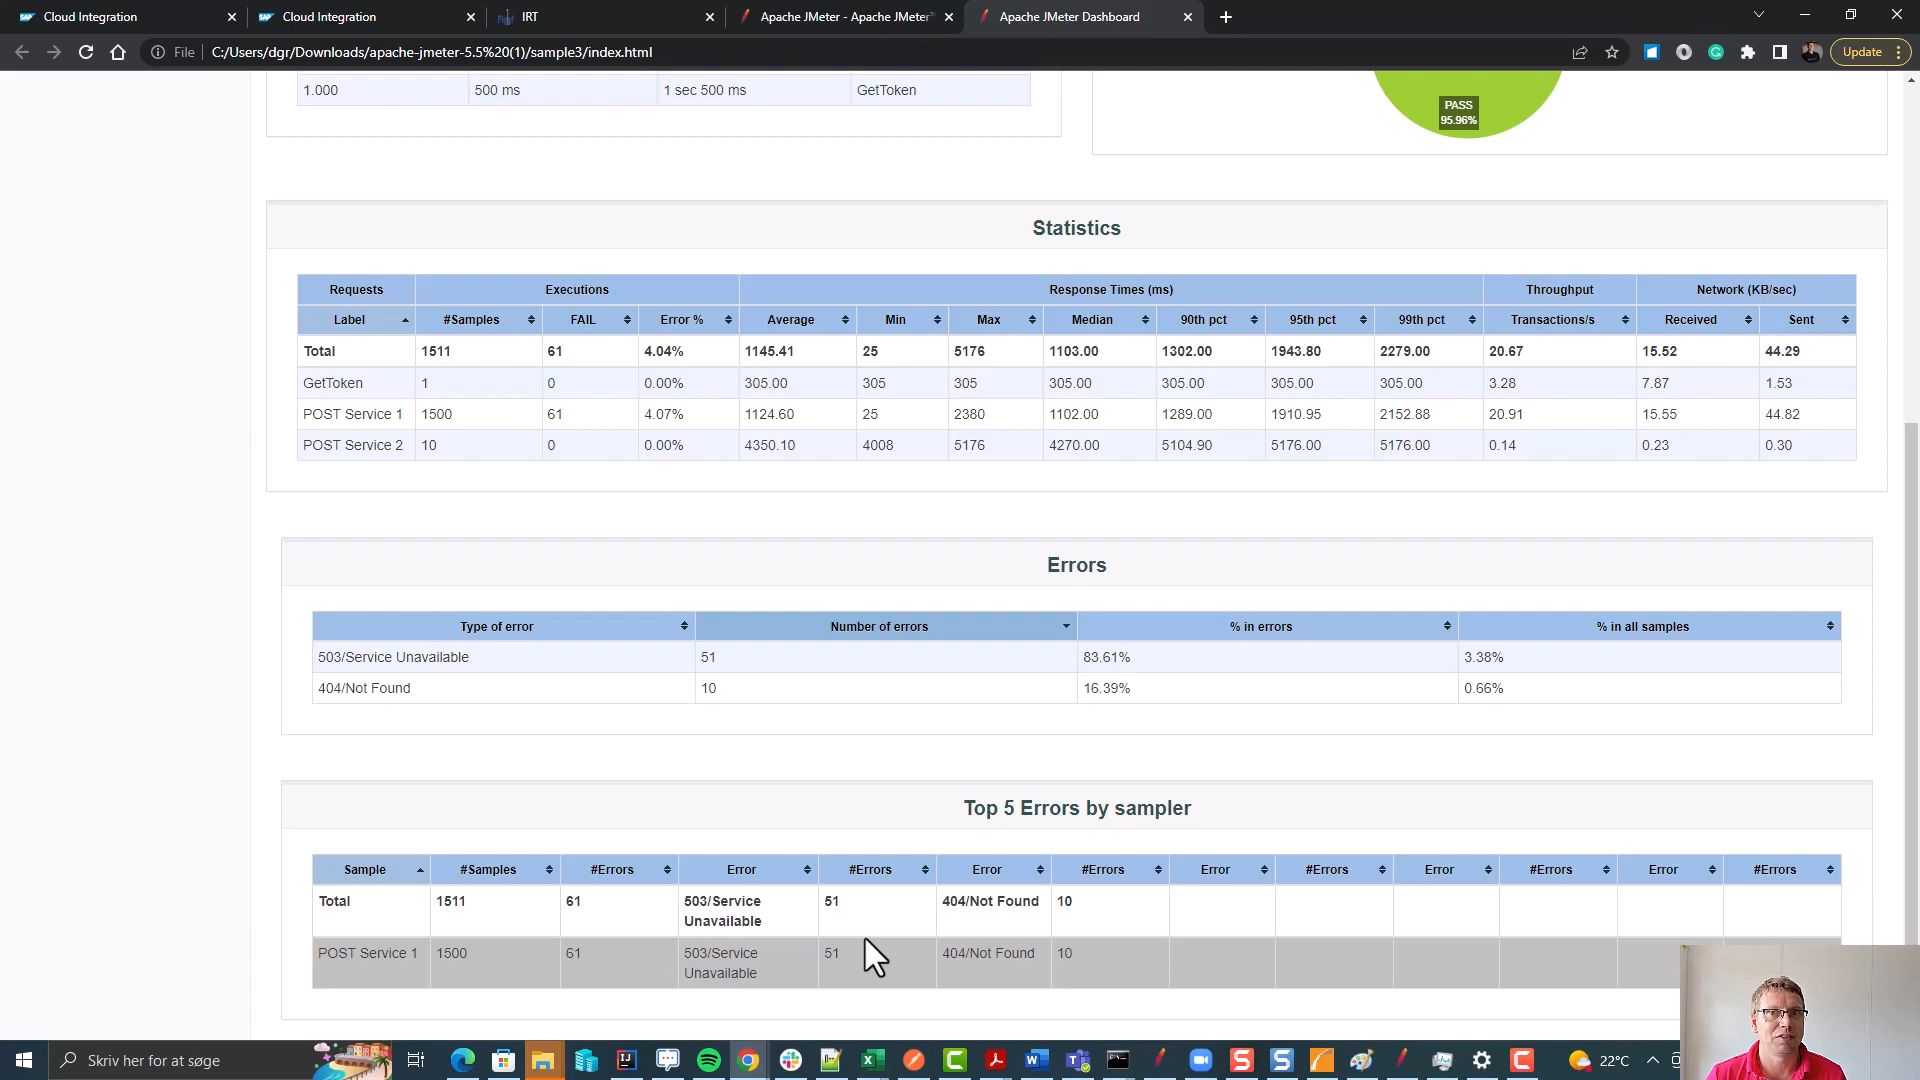 Cloud Integration
Cloud Integration
IRT
Apache JMeter - Apache JMeter™
Apache JMeter Dashboard
File C:/Users/dgr/Downloads/apache-jmeter-5.5%20(1)/sample3/index.html
Update
1.000 500 ms 1 sec 500 ms GetToken
PASS
95.96%
Statistics
Requests Executions Response Times (ms) Throughput Network (KB/sec)
Label #Samples FAIL Error % Average Min Max Median 90th pct 95th pct 99th pct Transactions/s Received Sent
Total 1511 61 4.04% 1145.41 25 5176 1103.00 1302.00 1943.80 2279.00 20.67 15.52 44.29
GetToken 1 0 0.00% 305.00 305 305 305.00 305.00 305.00 305.00 3.28 7.87 1.53
POST Service 1 1500 61 4.07% 1124.60 25 2380 1102.00 1289.00 1910.95 2152.88 20.91 15.55 44.82
POST Service 2 10 0 0.00% 4350.10 4008 5176 4270.00 5104.90 5176.00 5176.00 0.14 0.23 0.30
Errors
Type of error Number of errors % in errors % in all samples
503/Service Unavailable 51 83.61% 3.38%
404/Not Found 10 16.39% 0.66%
Top 5 Errors by sampler
Sample #Samples #Errors Error #Errors Error #Errors Error #Errors Error #Errors Error #Errors
Total 1511 61 503/Service Unavailable 51 404/Not Found 10
POST Service 1 1500 61 503/Service Unavailable 51 404/Not Found 10
Skriv her for at søge
22°C